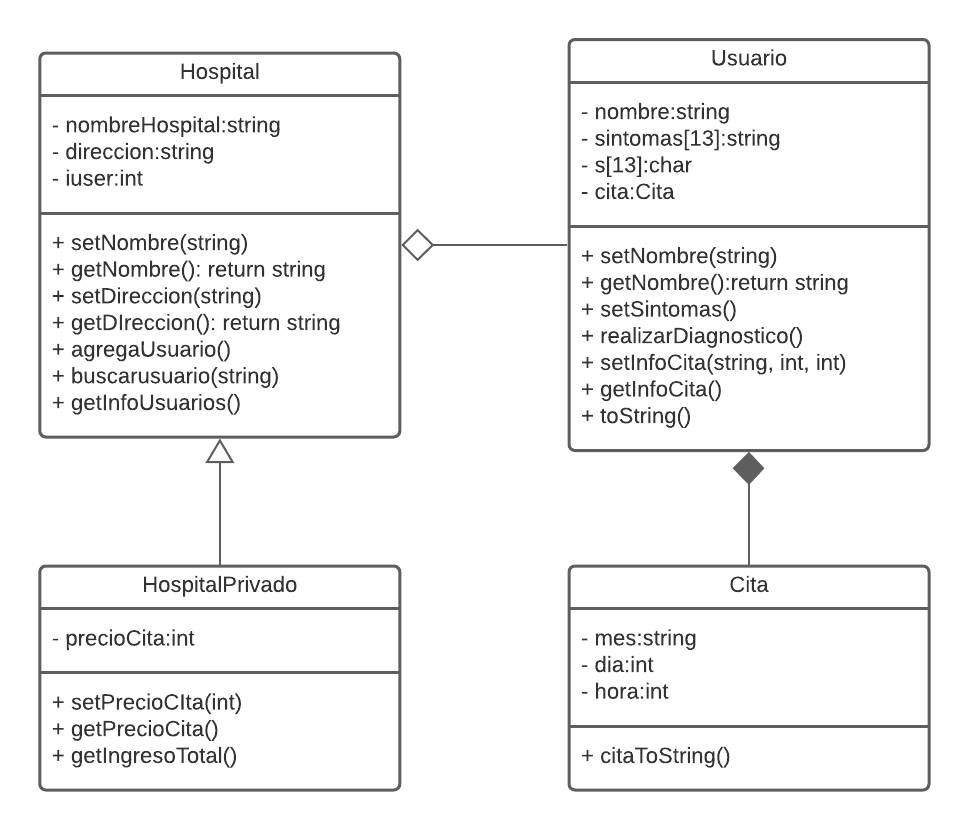 Hospital
- nombreHospital:string
- direccion:string
- iuser:int
+ setNombre(string)
+ getNombre(): return string
+ setDireccion(string)
+ getDIreccion(): return string
+ agregaUsuario()
+ buscarusuario(string)
+ getInfoUsuarios()
Usuario
- nombre:string
- sintomas[13]:string
- s[13]:char
- cita:Cita
+ setNombre(string)
+ getNombre():return string
+ setSintomas()
+ realizarDiagnostico()
+ setInfoCita(string, int, int)
+ getInfoCita()
+ toString()
HospitalPrivado
- precioCita:int
+ setPrecioCIta(int)
+ getPrecioCita()
+ getIngresoTotal()
Cita
- mes:string
- dia:int
- hora:int
+ citaToString()